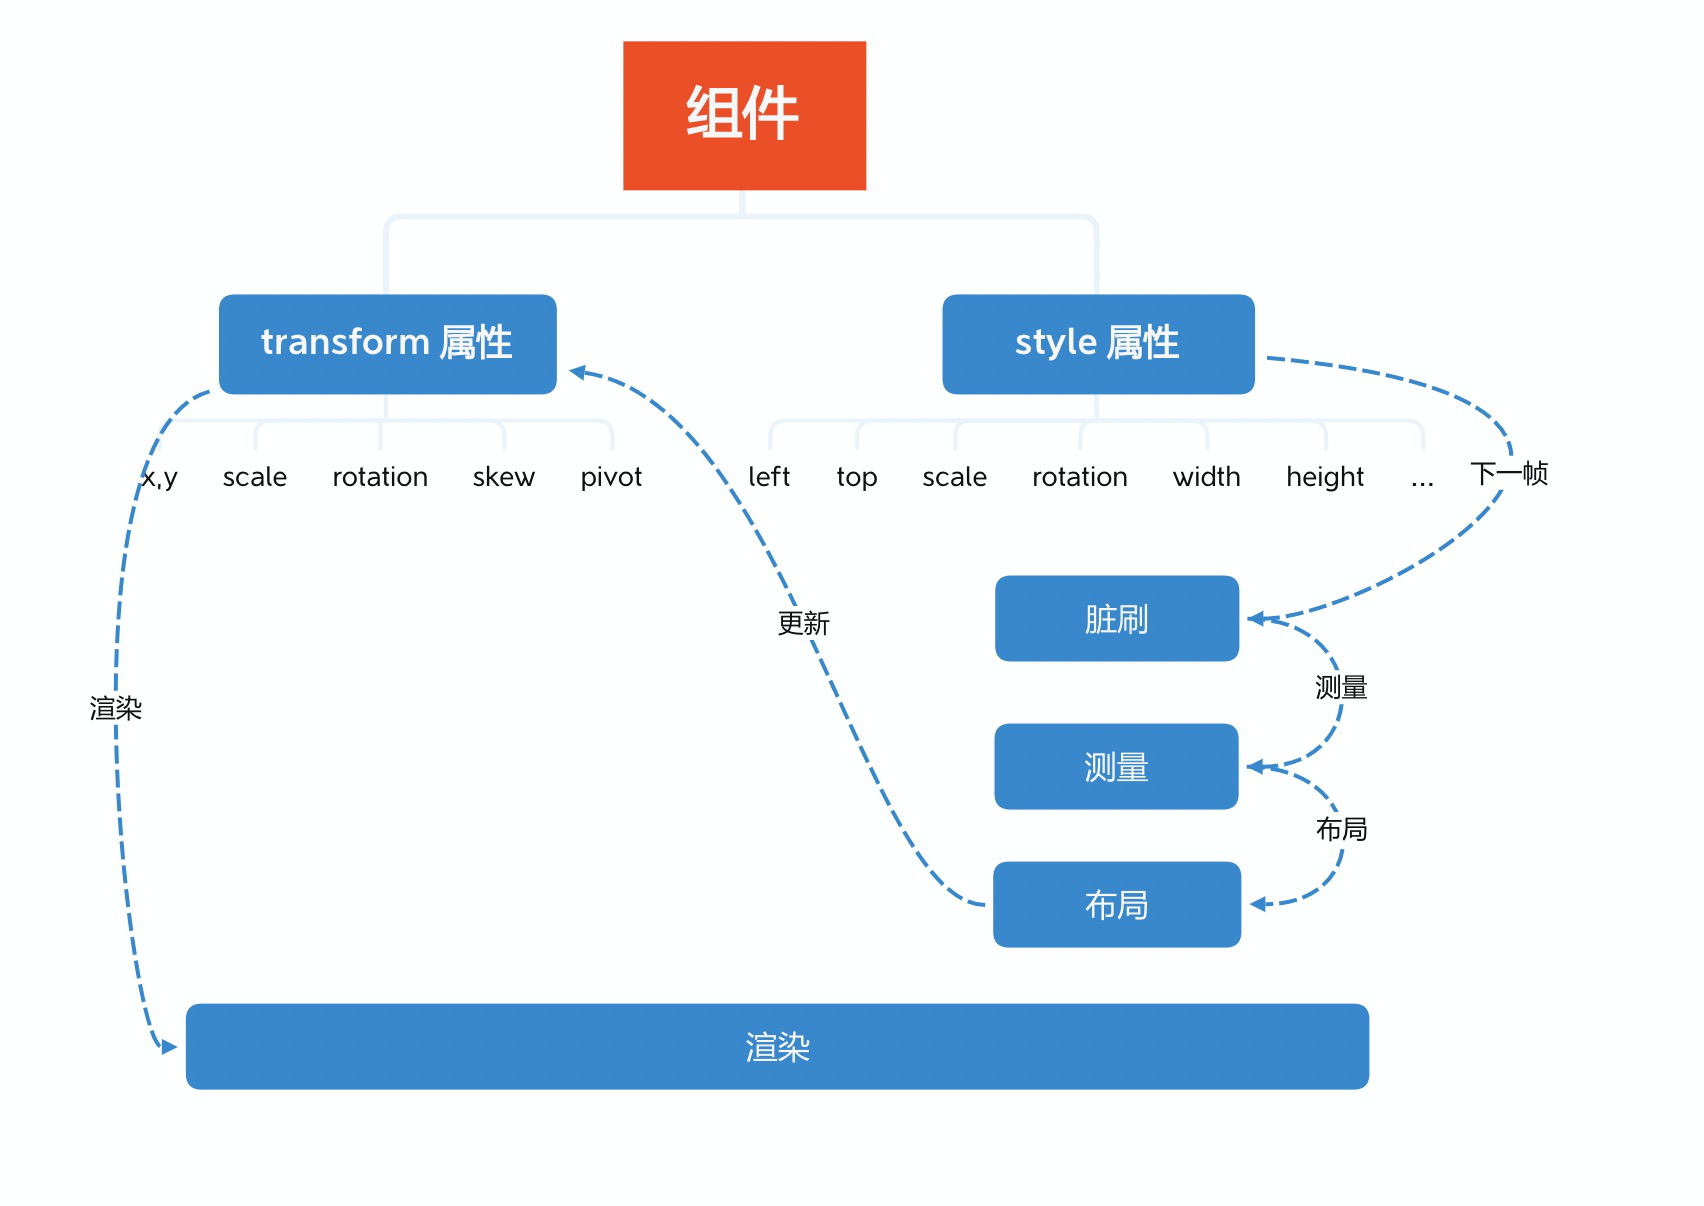 组件
transform 属性
style 属性
x,y
scale
rotation
skew
pivot
left
top
scale
rotation
width
height
...
下一帧
脏刷
更新
测量
渲染
测量
布局
布局
渲染